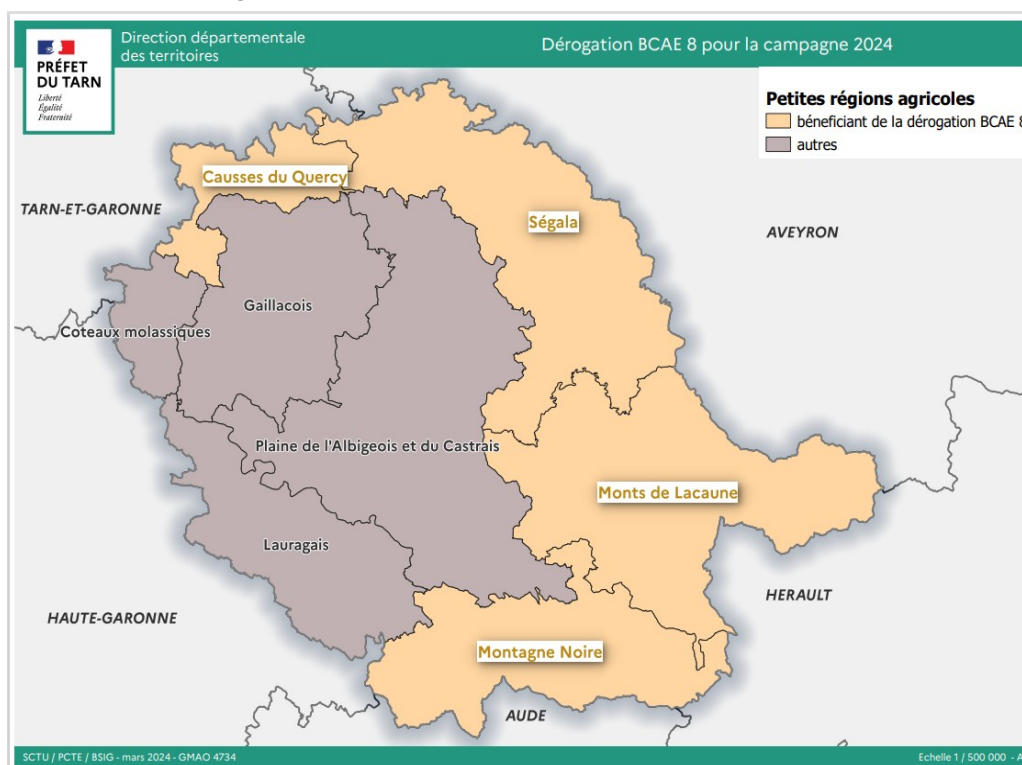 Direction départementale
des territoires
Dérogation BCAE 8 pour la campagne 2024
PRÉFET
DU TARN
Liberté
Égalité
Fraternité
Petites régions agricoles
béneficiant de la dérogation BCAE 8
autres
Causses du Quercy
TARN-ET-GARONNE
Ségala
AVEYRON
Gaillacois
Coteaux molassiques
Plaine de l'Albigeois et du Castrais
Monts de Lacaune
Lauragais
HERAULT
HAUTE-GARONNE
Montagne Noire
AUDE
SCTU / PCTE / BSIG - mars 2024 - GMAO 4734
Echelle 1 / 500 000 - A